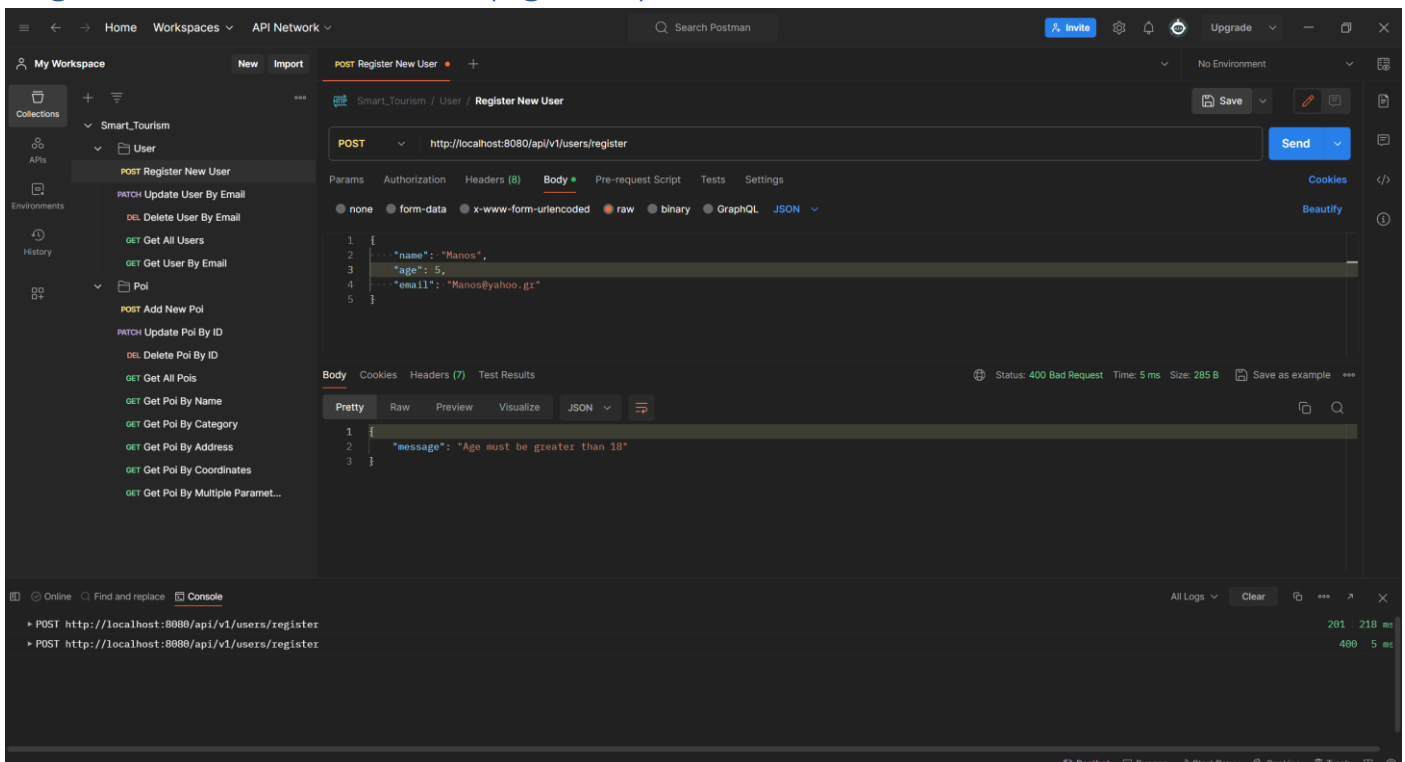 Home Workspaces API Network Search Postman Invite Upgrade
My Workspace New Import POST Register New User No Environment
Collections
APIs
Environments
History
Smart_Tourism
User
POST Register New User
PATCH Update User By Email
DEL Delete User By Email
GET Get All Users
GET Get User By Email
Poi
POST Add New Poi
PATCH Update Poi By ID
DEL Delete Poi By ID
GET Get All Pois
GET Get Poi By Name
GET Get Poi By Category
GET Get Poi By Address
GET Get Poi By Coordinates
GET Get Poi By Multiple Paramet...
HTTP Smart_Tourism / User / Register New User Save
POST http://localhost:8080/api/v1/users/register Send
Params Authorization Headers (8) Body Pre-request Script Tests Settings Cookies
none form-data x-www-form-urlencoded raw binary GraphQL JSON Beautify
1 {
2 "name": "Manos",
3 "age": 5,
4 "email": "Manos@yahoo.gr"
5 }
Body Cookies Headers (7) Test Results Status: 400 Bad Request Time: 5 ms Size: 285 B Save as example
Pretty Raw Preview Visualize JSON
1 {
2 "message": "Age must be greater than 18"
3 }
Online Find and replace Console All Logs Clear
POST http://localhost:8080/api/v1/users/register 201 218 ms
POST http://localhost:8080/api/v1/users/register 400 5 ms